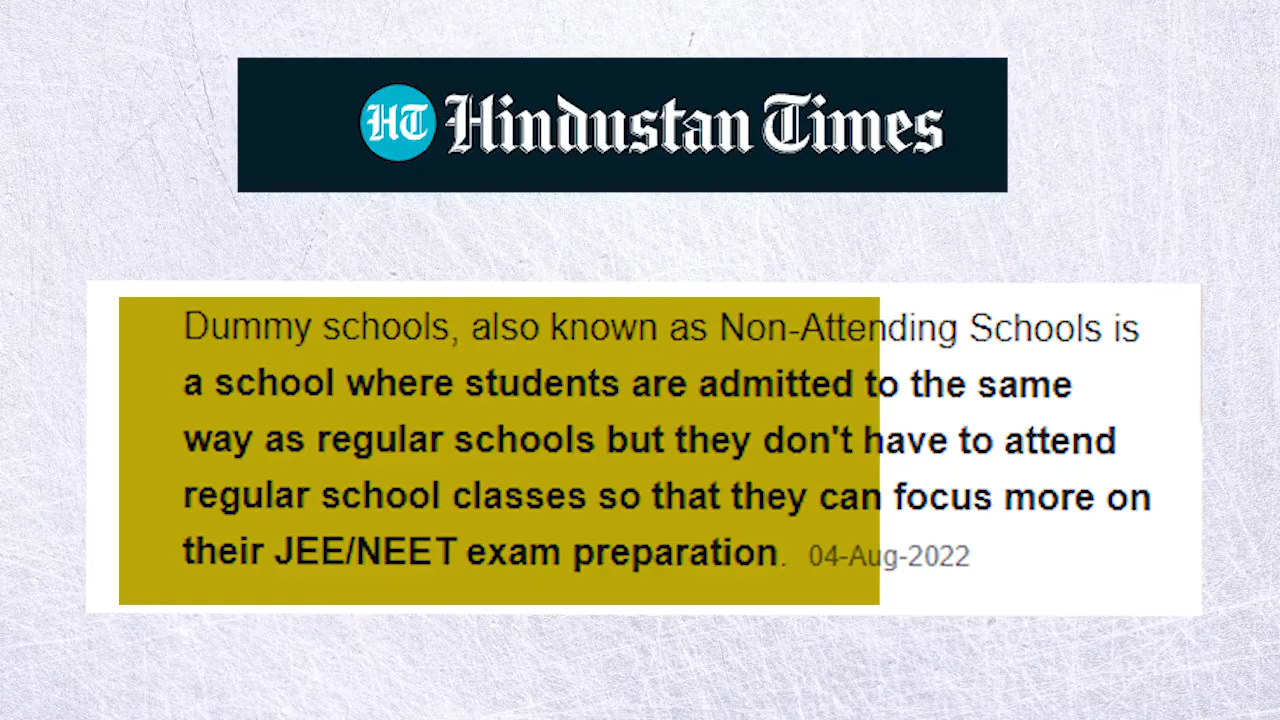 HT Hindustan Times
Dummy schools, also known as Non-Attending Schools is
a school where students are admitted to the same
way as regular schools but they don't have to attend
regular school classes so that they can focus more on
their JEE/NEET exam preparation. 04-Aug-2022